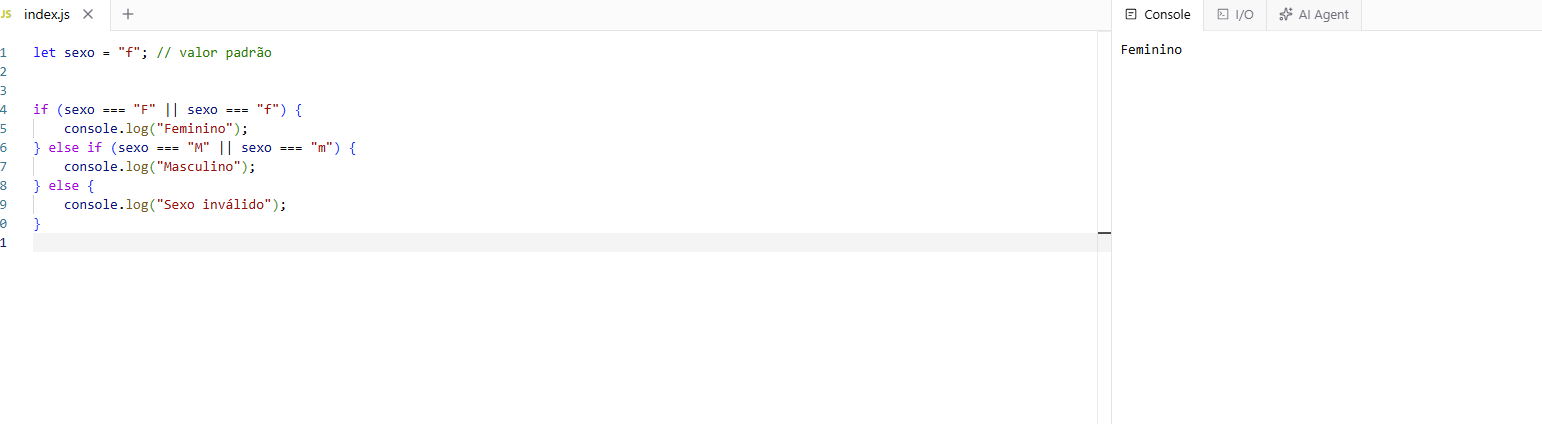 JS index.js
Console
I/O
AI Agent
1 let sexo = "f"; // valor padrão
2
3
4 if (sexo === "F" || sexo === "f") {
5 console.log("Feminino");
6 } else if (sexo === "M" || sexo === "m") {
7 console.log("Masculino");
8 } else {
9 console.log("Sexo inválido");
0 }
1
Feminino